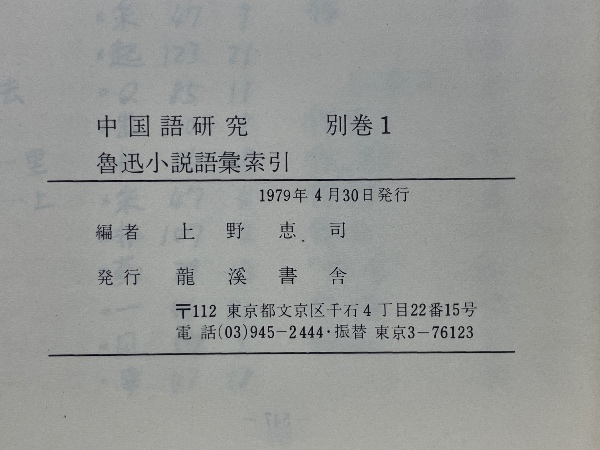 中国語研究 別巻1
魯迅小説語彙索引
1979年4月30日発行
編者 上野恵司
発行 龍溪書舎
〒112 東京都文京区千石4丁目22番15号
電話(03)945-2444・振替 東京3-76123